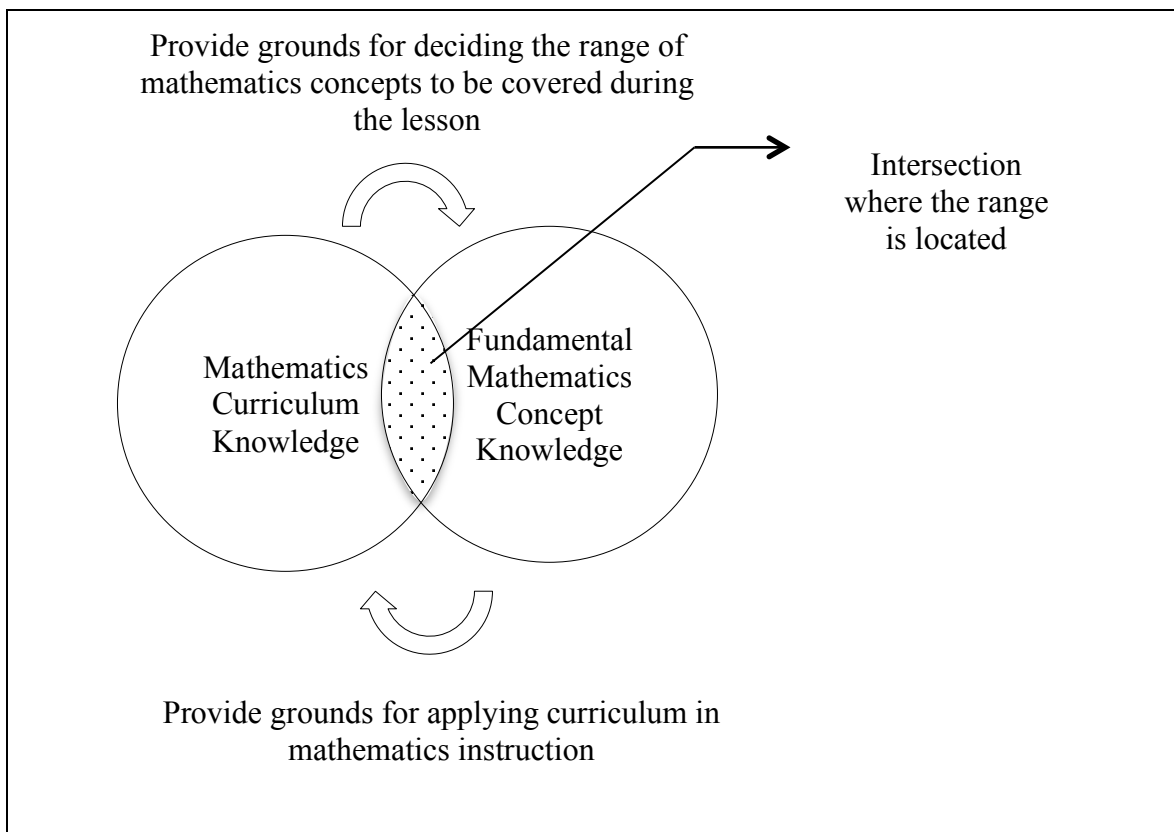 Provide grounds for deciding the range of
mathematics concepts to be covered during
the lesson
Intersection
where the range
is located
Mathematics
Curriculum
Knowledge
Fundamental
Mathematics
Concept
Knowledge
Provide grounds for applying curriculum in
mathematics instruction